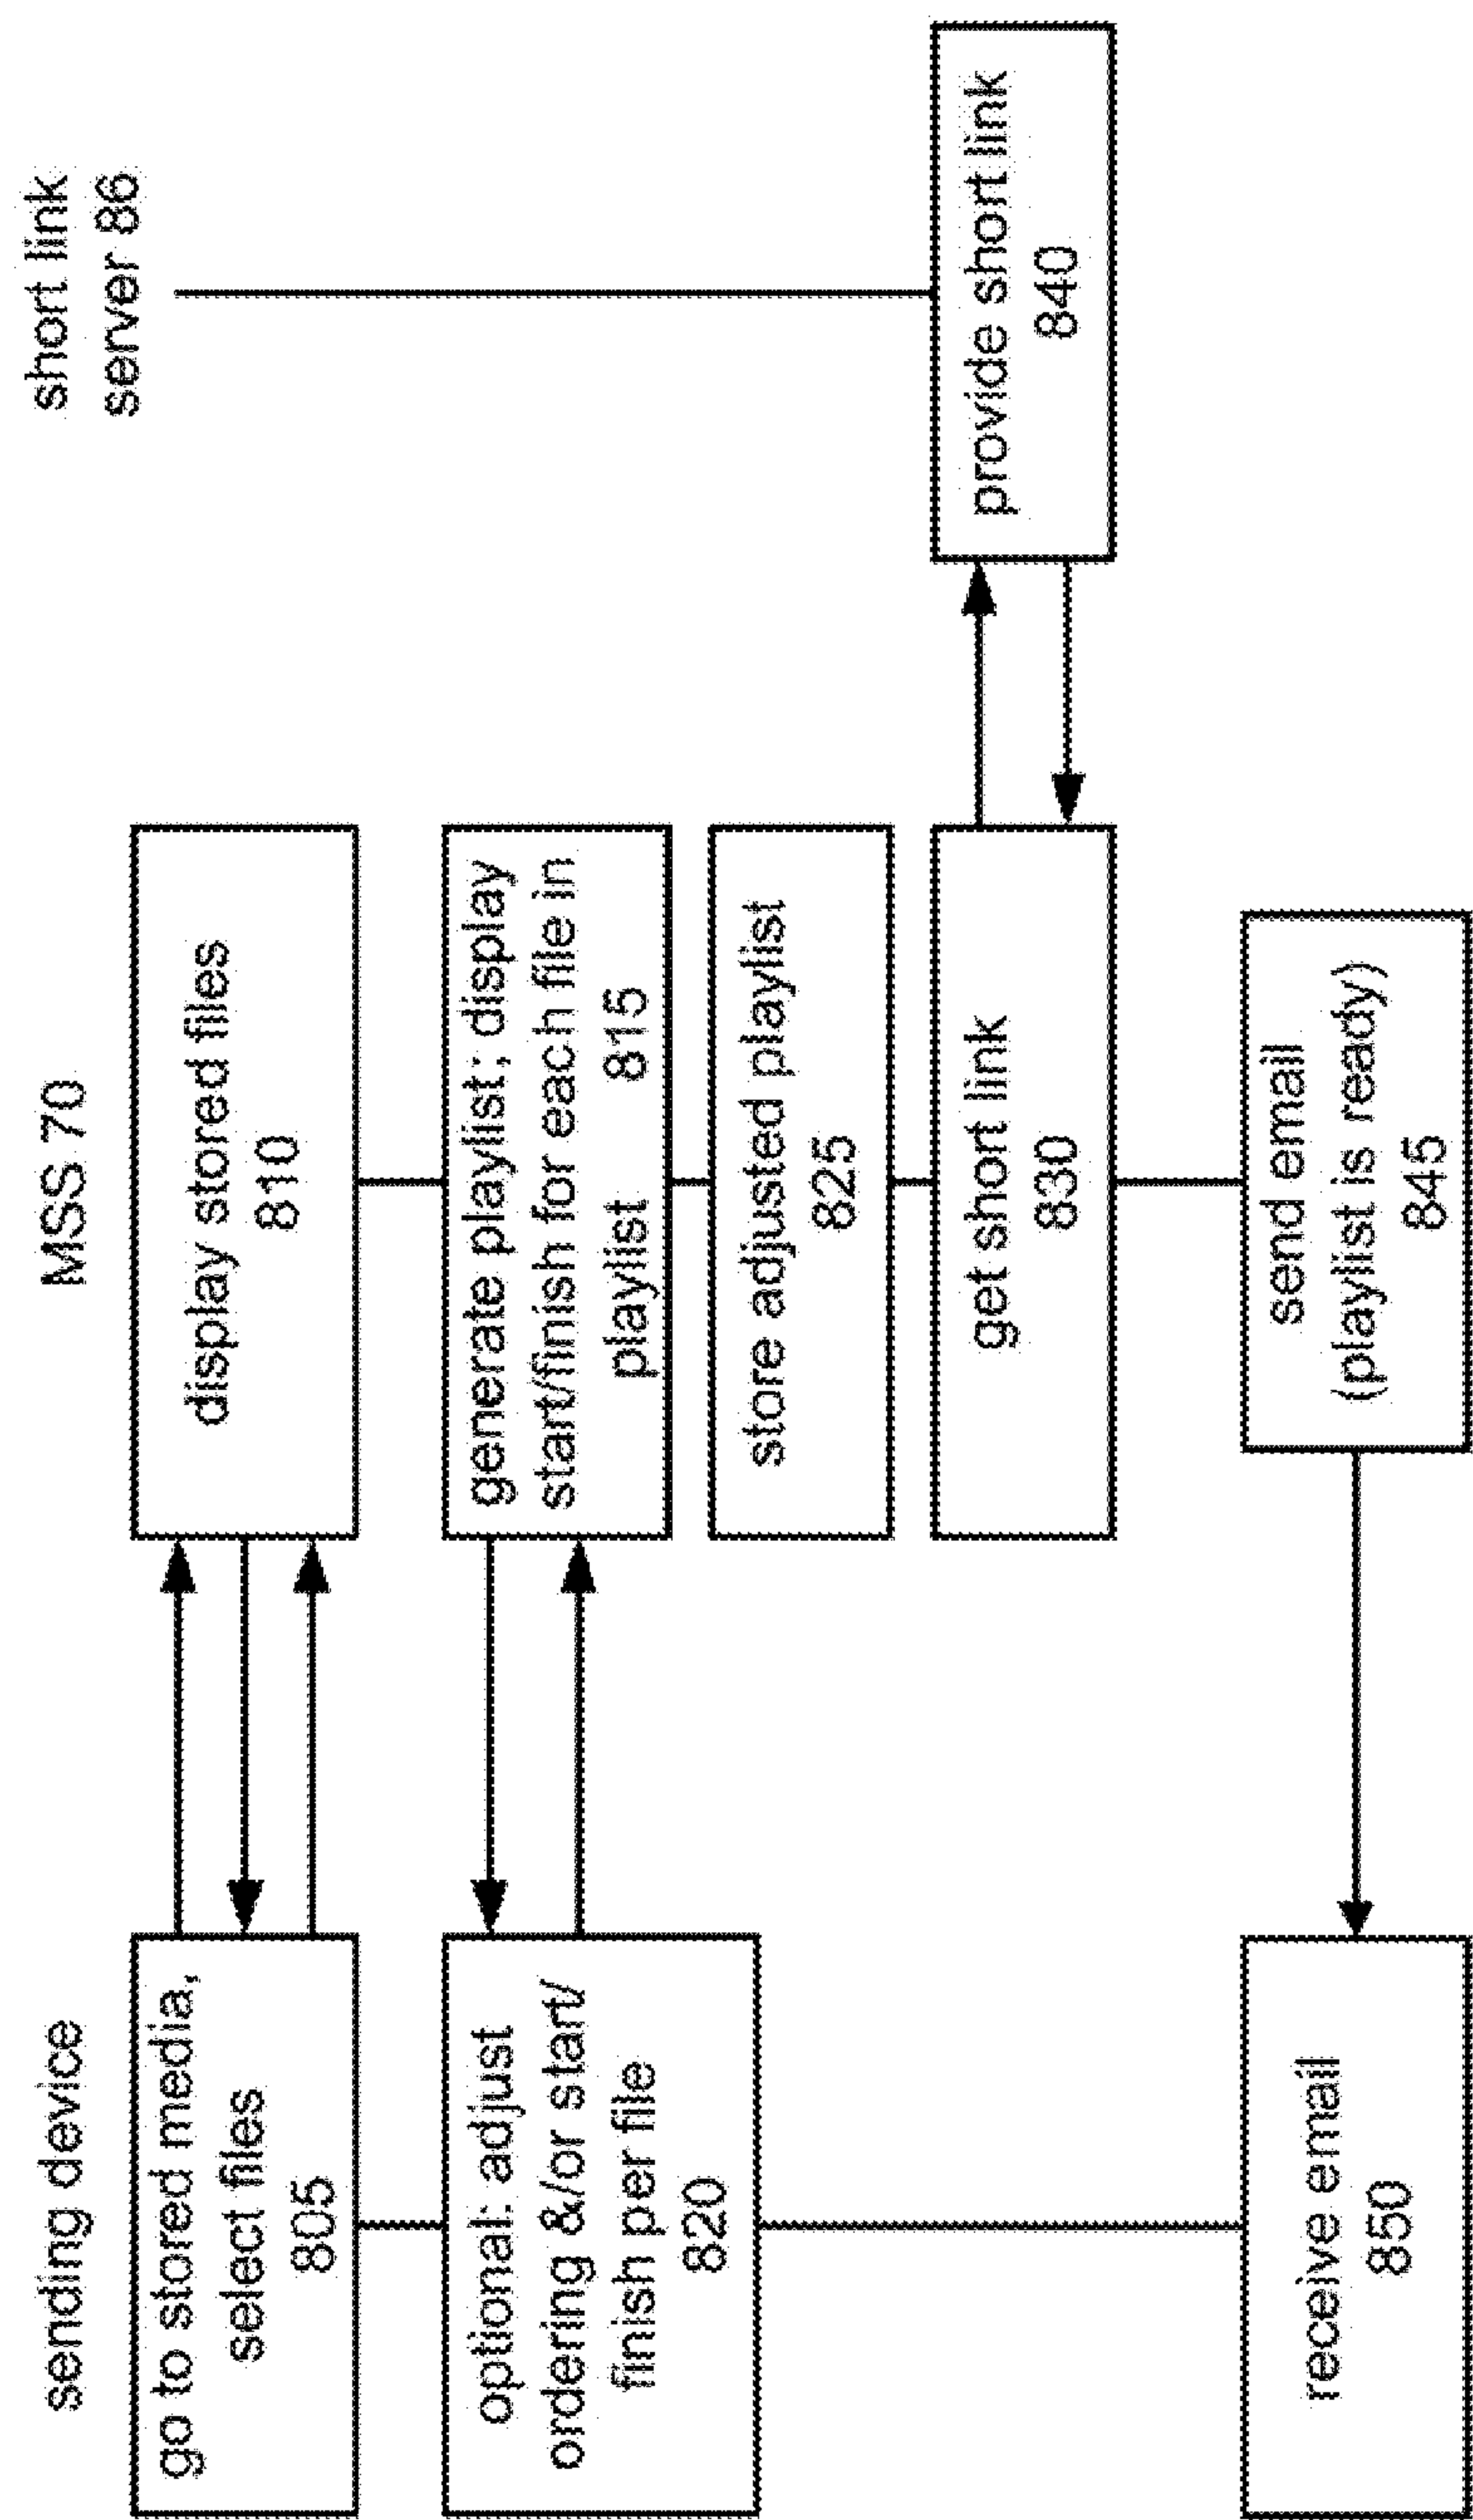 sending device
MSS 70
short link
server 86
go to stored media,
select files
805
display stored files
810
generate playlist; display
start/finish for each file in
playlist 815
optional: adjust
ordering &/or start/
finish per file
820
store adjusted playlist
825
get short link
830
provide short link
840
send email
(playlist is ready)
845
receive email
850